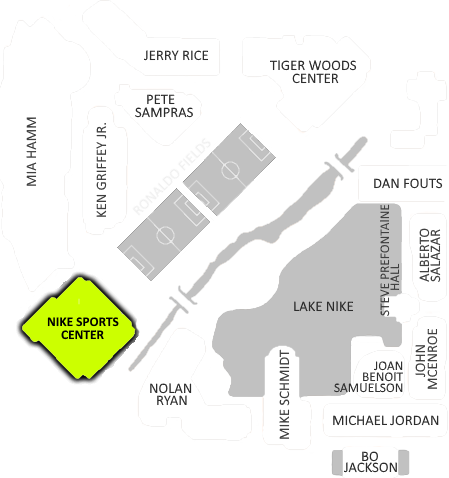 JERRY RICE
TIGER WOODS
CENTER
PETE
SAMPRAS
MIA HAMM
KEN GRIFFEY JR.
RONALDO FIELDS
DAN FOUTS
STEVE PREFONTAINE
HALL
ALBERTO
SALAZAR
LAKE NIKE
NIKE SPORTS
CENTER
JOHN
MCENROE
JOAN
BENOIT
SAMUELSON
NOLAN
RYAN
MIKE SCHMIDT
MICHAEL JORDAN
BO
JACKSON